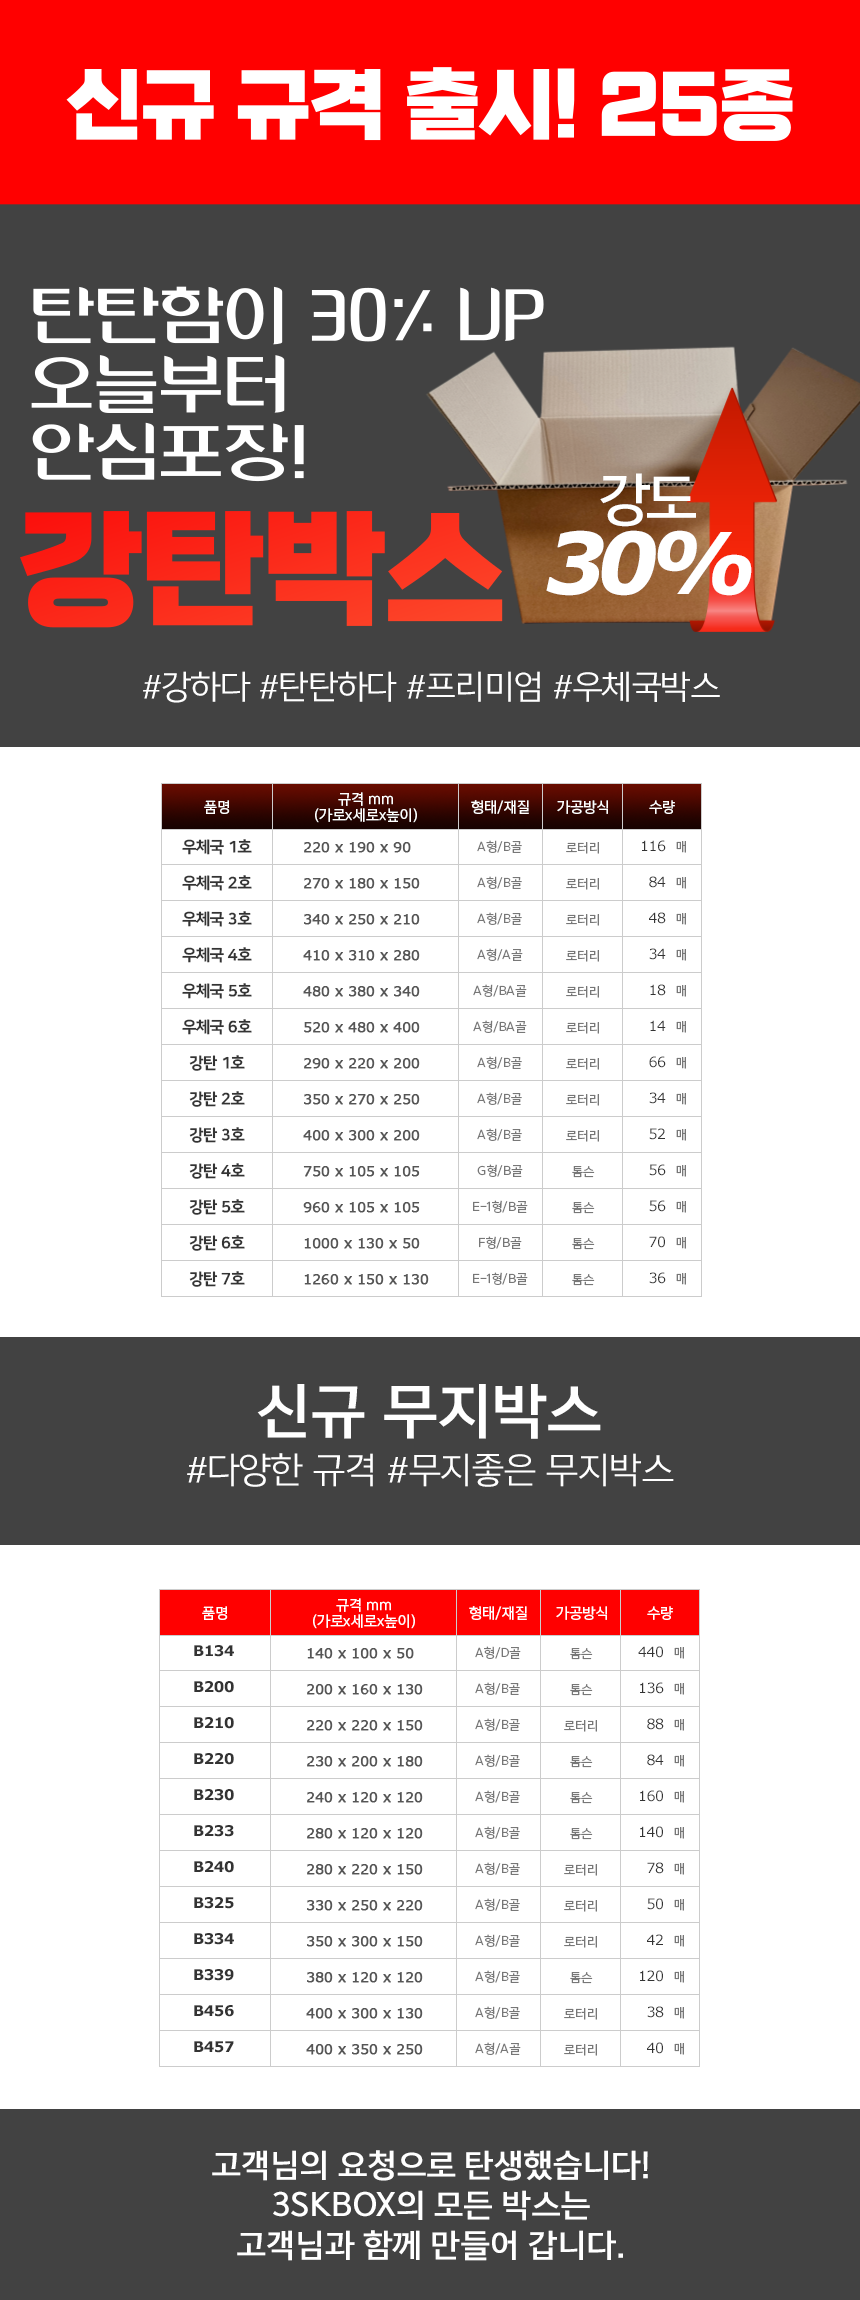 신규 규격 출시! 25종
탄탄함이 30% UP
오늘부터
안심포장!
강탄박스
강도
30%
#강하다 #탄탄하다 #프리미엄 #우체국박스
품명 규격 mm (가로x세로x높이) 형태/재질 가공방식 수량
우체국 1호 220 x 190 x 90 A형/B골 로터리 116 매
우체국 2호 270 x 180 x 150 A형/B골 로터리 84 매
우체국 3호 340 x 250 x 210 A형/B골 로터리 48 매
우체국 4호 410 x 310 x 280 A형/A골 로터리 34 매
우체국 5호 480 x 380 x 340 A형/BA골 로터리 18 매
우체국 6호 520 x 480 x 400 A형/BA골 로터리 14 매
강탄 1호 290 x 220 x 200 A형/B골 로터리 66 매
강탄 2호 350 x 270 x 250 A형/B골 로터리 34 매
강탄 3호 400 x 300 x 200 A형/B골 로터리 52 매
강탄 4호 750 x 105 x 105 G형/B골 톰슨 56 매
강탄 5호 960 x 105 x 105 E-1형/B골 톰슨 56 매
강탄 6호 1000 x 130 x 50 F형/B골 톰슨 70 매
강탄 7호 1260 x 150 x 130 E-1형/B골 톰슨 36 매
신규 무지박스
#다양한 규격 #무지좋은 무지박스
품명 규격 mm (가로x세로x높이) 형태/재질 가공방식 수량
B134 140 x 100 x 50 A형/D골 톰슨 440 매
B200 200 x 160 x 130 A형/B골 톰슨 136 매
B210 220 x 220 x 150 A형/B골 로터리 88 매
B220 230 x 200 x 180 A형/B골 톰슨 84 매
B230 240 x 120 x 120 A형/B골 톰슨 160 매
B233 280 x 120 x 120 A형/B골 톰슨 140 매
B240 280 x 220 x 150 A형/B골 로터리 78 매
B325 330 x 250 x 220 A형/B골 로터리 50 매
B334 350 x 300 x 150 A형/B골 로터리 42 매
B339 380 x 120 x 120 A형/B골 톰슨 120 매
B456 400 x 300 x 130 A형/B골 로터리 38 매
B457 400 x 350 x 250 A형/A골 로터리 40 매
고객님의 요청으로 탄생했습니다!
3SKBOX의 모든 박스는
고객님과 함께 만들어 갑니다.